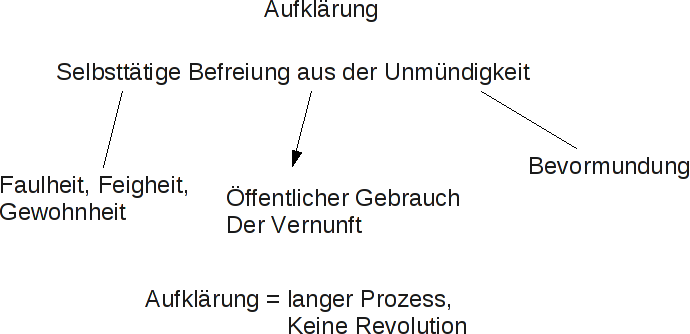 Aufklärung
Selbsttätige Befreiung aus der Unmündigkeit
Faulheit, Feigheit,
Gewohnheit
Öffentlicher Gebrauch
Der Vernunft
Bevormundung
Aufklärung = langer Prozess,
Keine Revolution